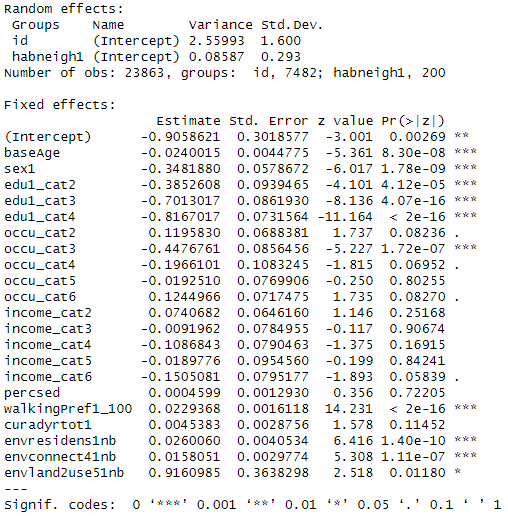 Random effects:
Groups Name Variance Std.Dev.
id (Intercept) 2.55993 1.600
habneigh1 (Intercept) 0.08587 0.293
Number of obs: 23863, groups: id, 7482; habneigh1, 200
Fixed effects:
Estimate Std. Error z value Pr(>|z|)
(Intercept) -0.9058621 0.3018577 -3.001 0.00269 **
baseAge -0.0240015 0.0044775 -5.361 8.30e-08 ***
sex1 -0.3481880 0.0578672 -6.017 1.78e-09 ***
edu1_cat2 -0.3852608 0.0939465 -4.101 4.12e-05 ***
edu1_cat3 -0.7013017 0.0861930 -8.136 4.07e-16 ***
edu1_cat4 -0.8167017 0.0731564 -11.164 < 2e-16 ***
occu_cat2 0.1195830 0.0688381 1.737 0.08236 .
occu_cat3 -0.4476761 0.0856456 -5.227 1.72e-07 ***
occu_cat4 -0.1966101 0.1083245 -1.815 0.06952 .
occu_cat5 -0.0192510 0.0769906 -0.250 0.80255
occu_cat6 0.1244966 0.0717475 1.735 0.08270 .
income_cat2 0.0740682 0.0646160 1.146 0.25168
income_cat3 -0.0091962 0.0784955 -0.117 0.90674
income_cat4 -0.1086843 0.0790463 -1.375 0.16915
income_cat5 -0.0189776 0.0954560 -0.199 0.84241
income_cat6 -0.1505081 0.0795177 -1.893 0.05839 .
percsed 0.0004599 0.0012930 0.356 0.72205
walkingPref1_100 0.0229368 0.0016118 14.231 < 2e-16 ***
curadyrtot1 0.0045383 0.0028756 1.578 0.11452
envresidens1nb 0.0260060 0.0040534 6.416 1.40e-10 ***
envconnect41nb 0.0158051 0.0029774 5.308 1.11e-07 ***
envland2use51nb 0.9160985 0.3638298 2.518 0.01180 *
---
Signif. codes: 0 ‘***’ 0.001 ‘**’ 0.01 ‘*’ 0.05 ‘.’ 0.1 ‘ ’ 1